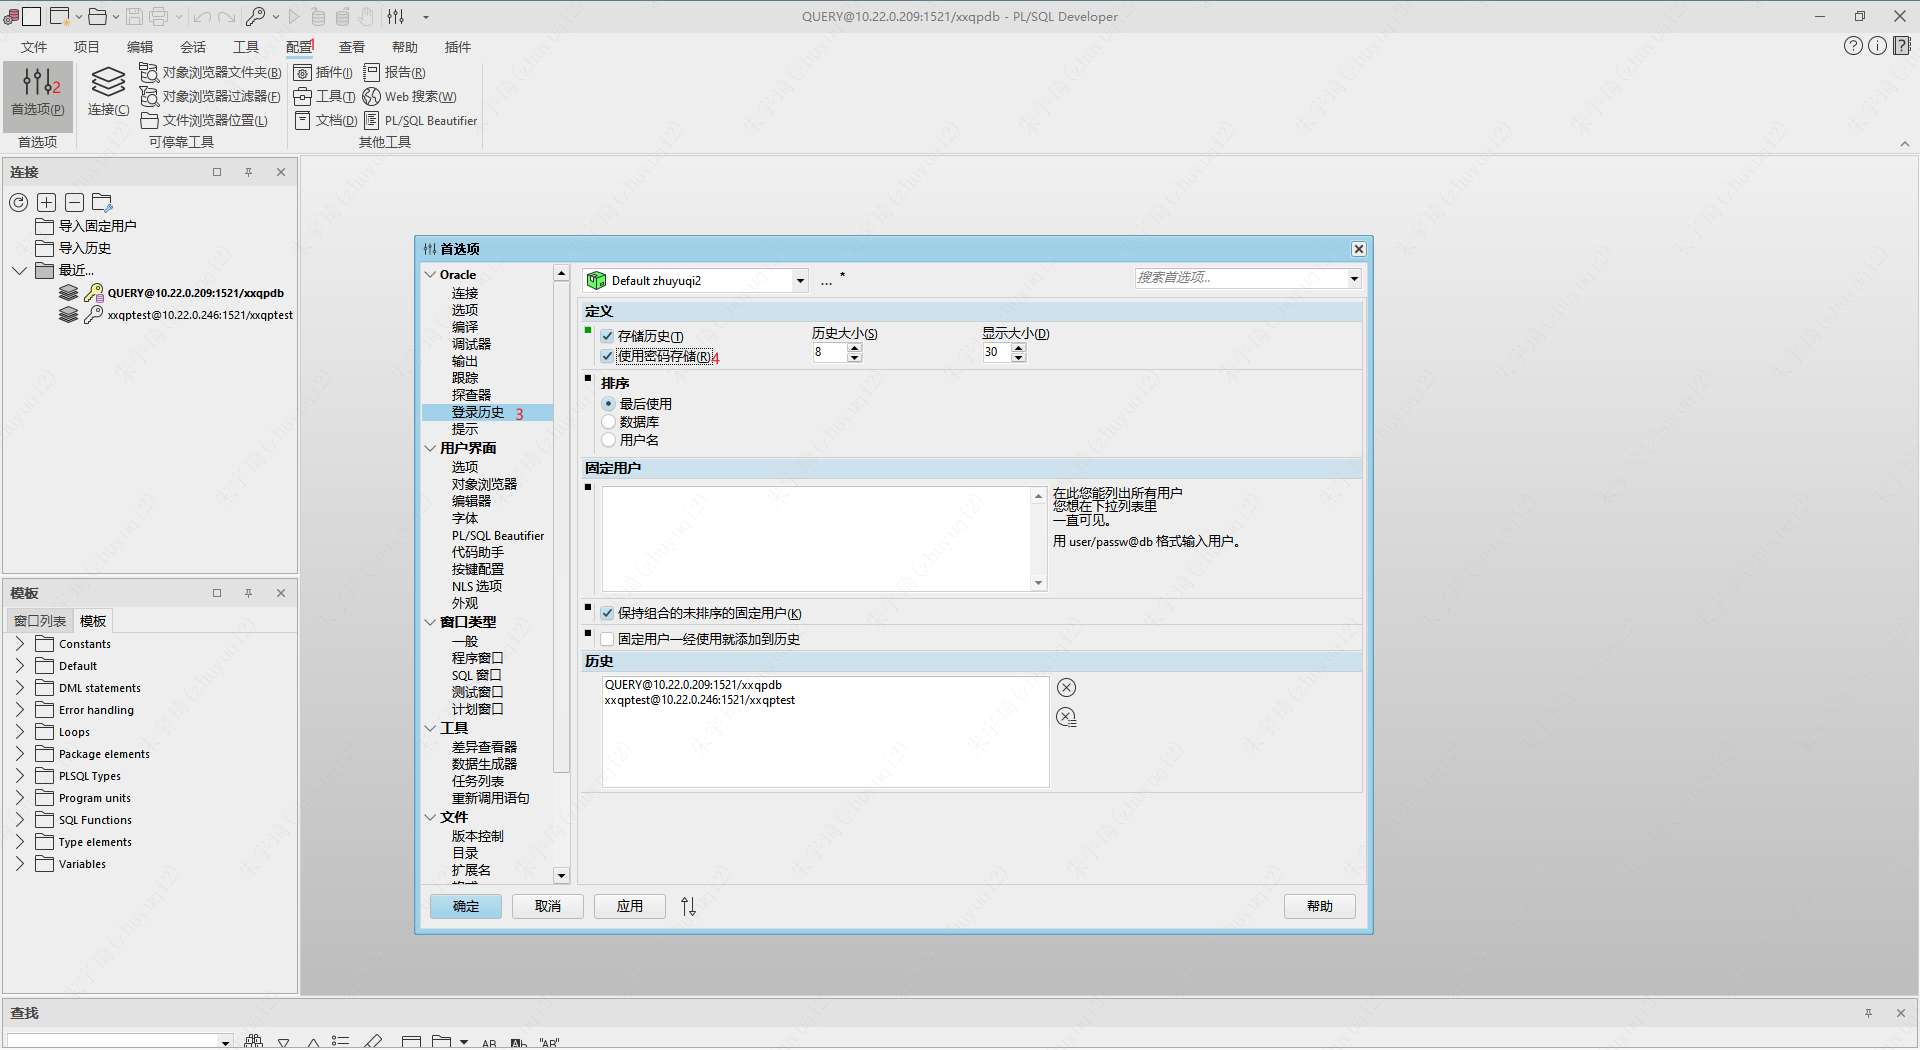 QUERY@10.22.0.209:1521/xxqpdb - PL/SQL Developer
文件 项目 编辑 会话 工具 配置1 查看 帮助 插件
首选项(P) 2
连接(C)
对象浏览器文件夹(B)
对象浏览器过滤器(F)
文件浏览器位置(L)
插件(I) 报告(R)
工具(T) Web 搜索(W)
文档(D) PL/SQL Beautifier
首选项 可停靠工具 其他工具
连接
导入固定用户
导入历史
最近...
QUERY@10.22.0.209:1521/xxqpdb
xxqptest@10.22.0.246:1521/xxqptest
模板
窗口列表 模板
Constants
Default
DML statements
Error handling
Loops
Package elements
PLSQL Types
Program units
SQL Functions
Type elements
Variables
首选项
Oracle
连接
选项
编译
调试器
输出
跟踪
探查器
登录历史 3
提示
用户界面
选项
对象浏览器
编辑器
字体
PL/SQL Beautifier
代码助手
按键配置
NLS 选项
外观
窗口类型
一般
程序窗口
SQL 窗口
测试窗口
计划窗口
工具
差异查看器
数据生成器
任务列表
重新调用语句
文件
版本控制
目录
扩展名
Default zhuyuqi2 ... *
搜索首选项...
定义
存储历史(T) 历史大小(S) 显示大小(D)
使用密码存储(R)4 8 30
排序
最后使用
数据库
用户名
固定用户
在此您能列出所有用户
您想在下拉列表里
一直可见。
用 user/passw@db 格式输入用户。
保持组合的未排序的固定用户(K)
固定用户一经使用就添加到历史
历史
QUERY@10.22.0.209:1521/xxqpdb
xxqptest@10.22.0.246:1521/xxqptest
确定 取消 应用 帮助
查找
AB Ab "AB"
朱宇琦(zhuyuqi2)